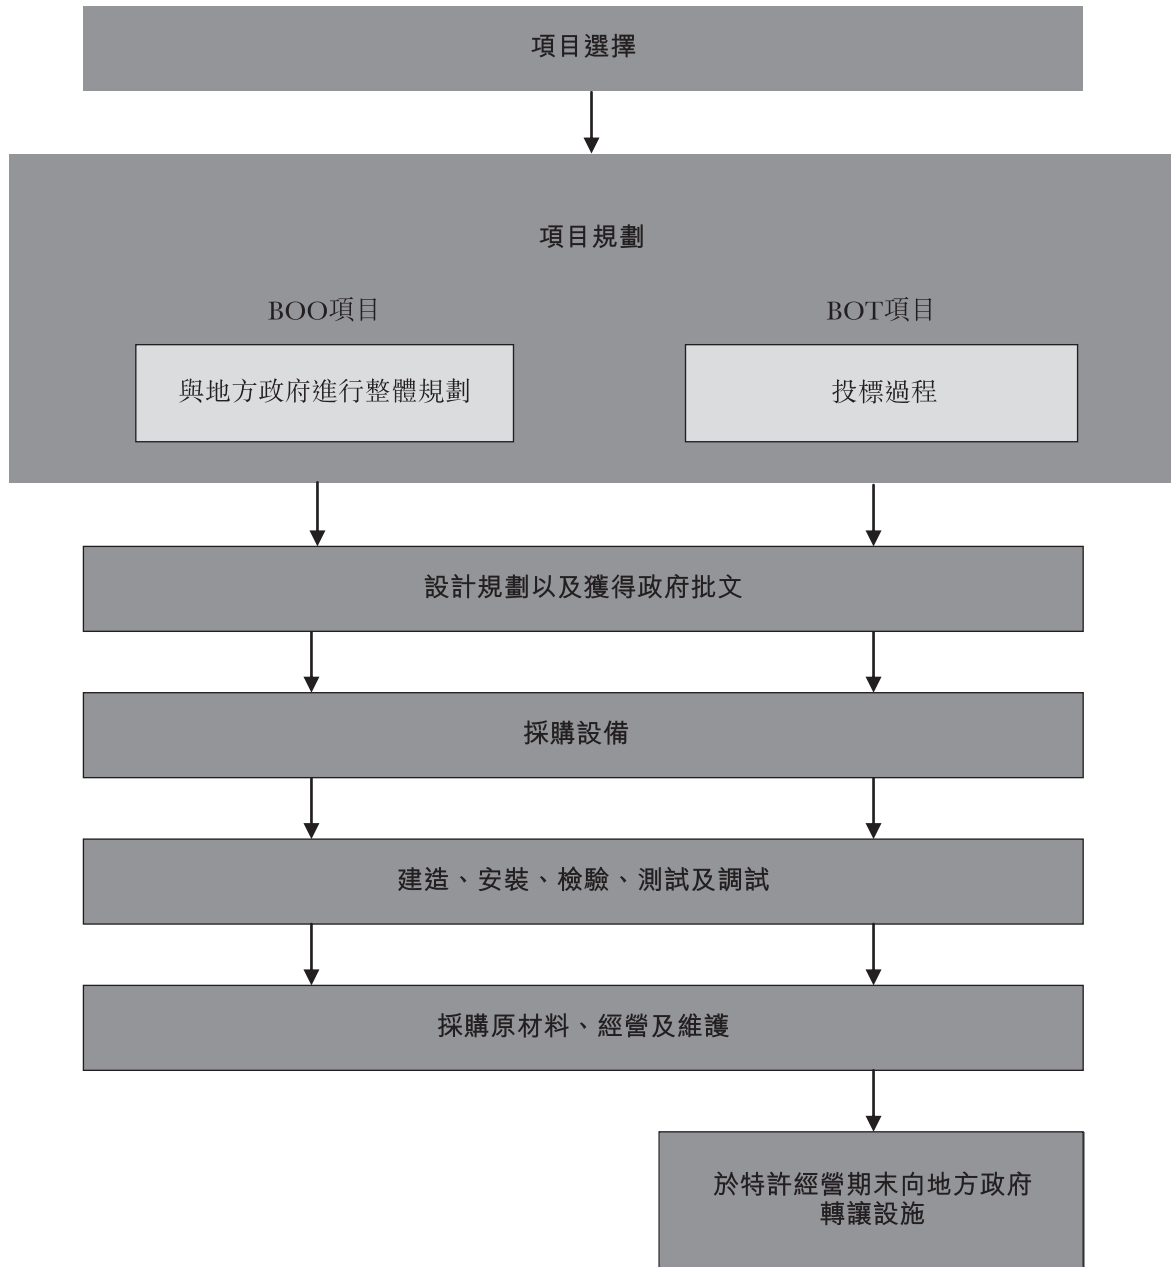 項目選擇
項目規劃
BOO項目
BOT項目
與地方政府進行整體規劃
投標過程
設計規劃以及獲得政府批文
採購設備
建造、安裝、檢驗、測試及調試
採購原材料、經營及維護
於特許經營期末向地方政府
轉讓設施